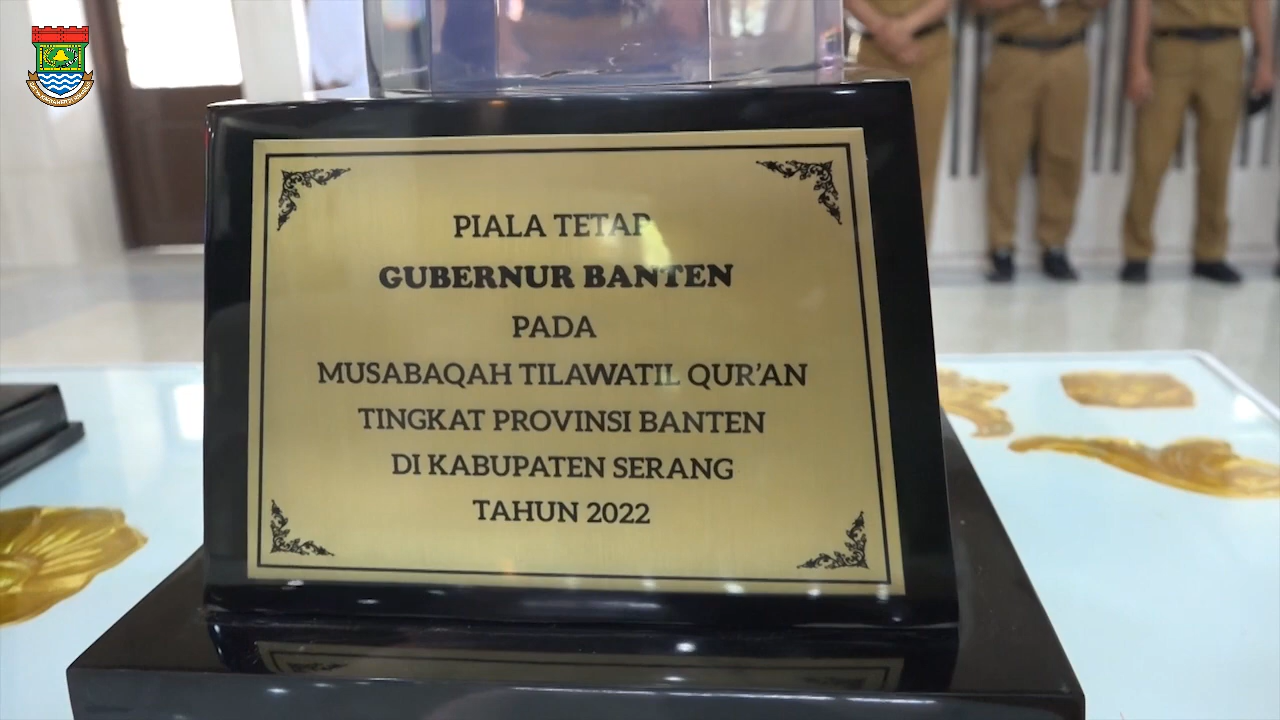 PIALA TETAP
GUBERNUR BANTEN
PADA
MUSABAQAH TILAWATIL QUR'AN
TINGKAT PROVINSI BANTEN
DI KABUPATEN SERANG
TAHUN 2022